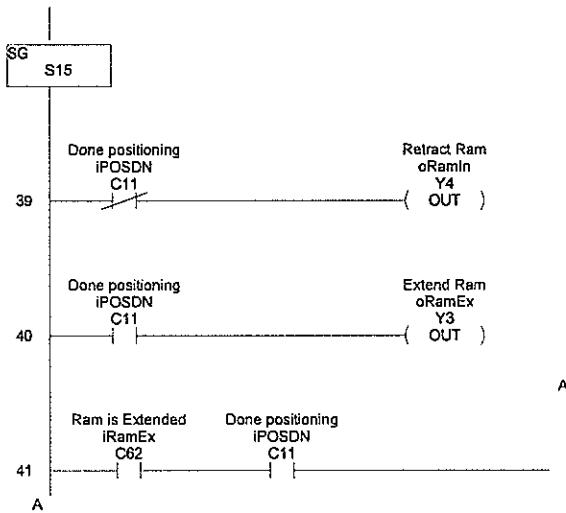 SG
S15
Done positioning
iPOSDN
C11
Retract Ram
oRamIn
Y4
39
OUT
Done positioning
iPOSDN
C11
Extend Ram
oRamEx
Y3
40
OUT
A
Ram is Extended
iRamEx
C62
Done positioning
iPOSDN
C11
41
A